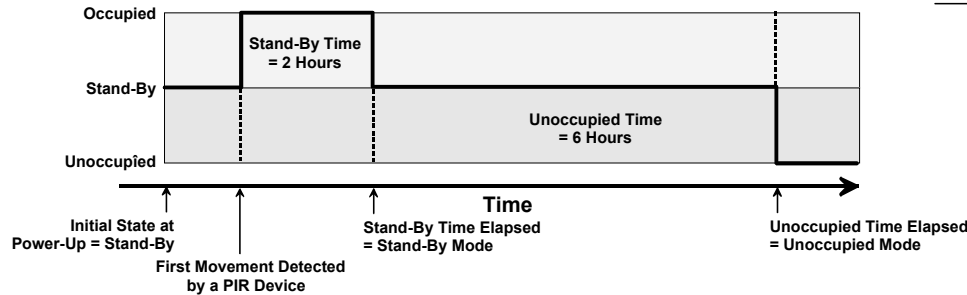 Occupied
Stand-By Time
= 2 Hours
Stand-By
Unoccupied Time
= 6 Hours
Unoccupied
Time
Initial State at
Power-Up = Stand-By
First Movement Detected
by a PIR Device
Stand-By Time Elapsed
= Stand-By Mode
Unoccupied Time Elapsed
= Unoccupied Mode